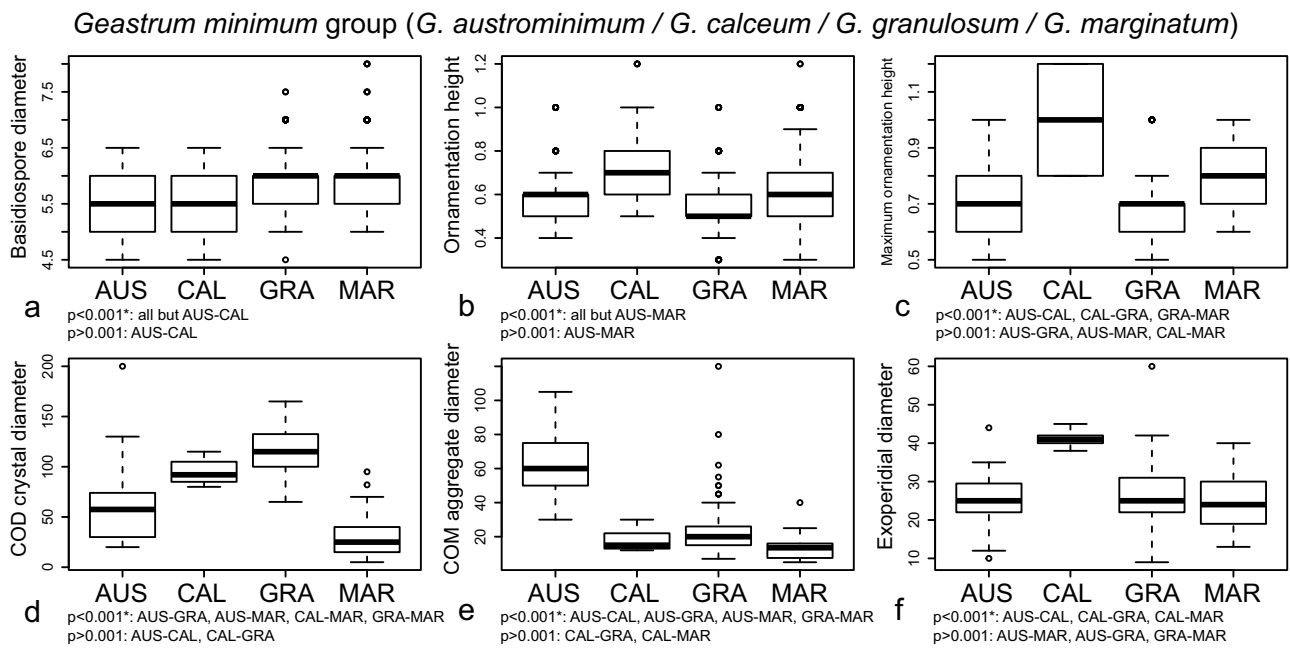 Geastrum minimum group (G. austrominimum / G. calceum / G. granulosum / G. marginatum)
Basidiospore diameter
4.5 5.5 6.5 7.5
AUS CAL GRA MAR
a
p<0.001*: all but AUS-CAL
p>0.001: AUS-CAL
Ornamentation height
0.4 0.6 0.8 1.0 1.2
AUS CAL GRA MAR
b
p<0.001*: all but AUS-MAR
p>0.001: AUS-MAR
Maximum ornamentation height
0.5 0.7 0.9 1.1
AUS CAL GRA MAR
c
p<0.001*: AUS-CAL, CAL-GRA, GRA-MAR
p>0.001: AUS-GRA, AUS-MAR, CAL-MAR
COD crystal diameter
0 50 100 150 200
AUS CAL GRA MAR
d
p<0.001*: AUS-GRA, AUS-MAR, CAL-MAR, GRA-MAR
p>0.001: AUS-CAL, CAL-GRA
COM aggregate diameter
20 40 60 80 100
AUS CAL GRA MAR
e
p<0.001*: AUS-CAL, AUS-GRA, AUS-MAR, GRA-MAR
p>0.001: CAL-GRA, CAL-MAR
Exoperidial diameter
10 20 30 40 50 60
AUS CAL GRA MAR
f
p<0.001*: AUS-CAL, CAL-GRA, CAL-MAR
p>0.001: AUS-MAR, AUS-GRA, GRA-MAR